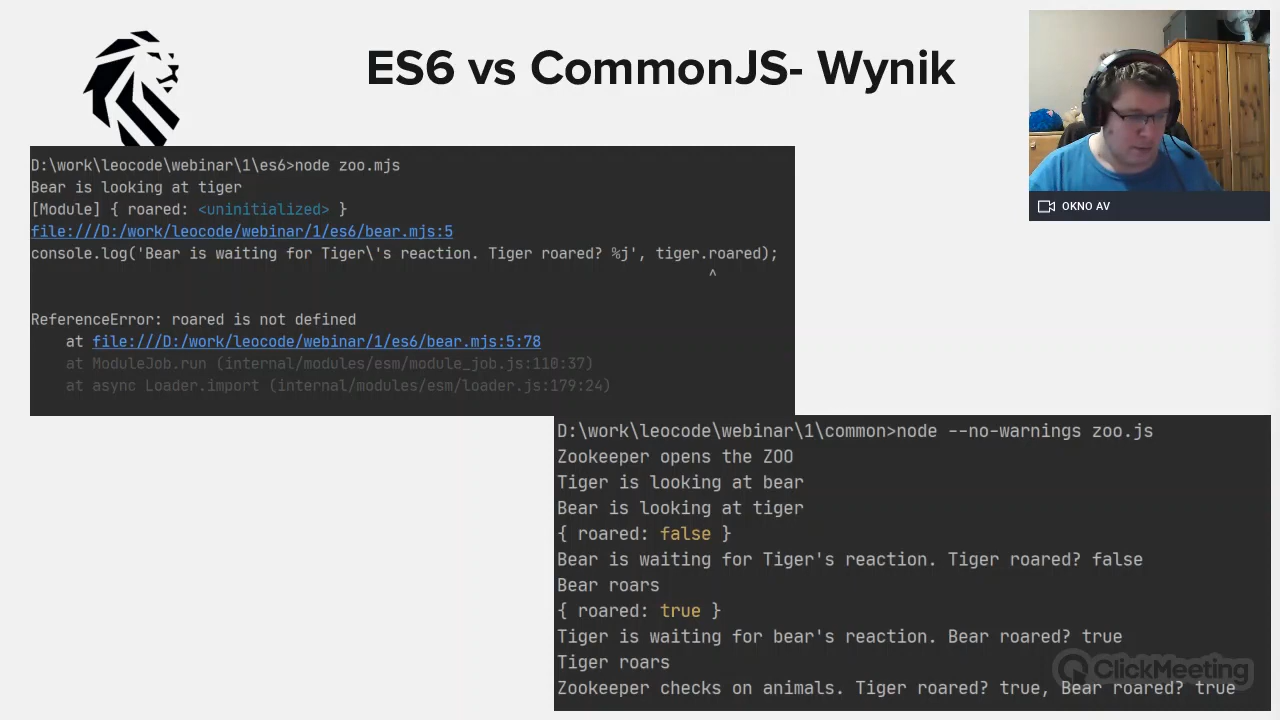 ES6 vs CommonJS- Wynik
OKNO AV
D:\work\leocode\webinar\1\es6>node zoo.mjs
Bear is looking at tiger
[Module] { roared: <uninitialized> }
file:///D:/work/leocode/webinar/1/es6/bear.mjs:5
console.log('Bear is waiting for Tiger\'s reaction. Tiger roared? %j', tiger.roared);
^
ReferenceError: roared is not defined
at file:///D:/work/leocode/webinar/1/es6/bear.mjs:5:78
at ModuleJob.run (internal/modules/esm/module_job.js:110:37)
at async Loader.import (internal/modules/esm/loader.js:179:24)
D:\work\leocode\webinar\1\common>node --no-warnings zoo.js
Zookeeper opens the ZOO
Tiger is looking at bear
Bear is looking at tiger
{ roared: false }
Bear is waiting for Tiger's reaction. Tiger roared? false
Bear roars
{ roared: true }
Tiger is waiting for bear's reaction. Bear roared? true
Tiger roars
Zookeeper checks on animals. Tiger roared? true, Bear roared? true
ClickMeeting